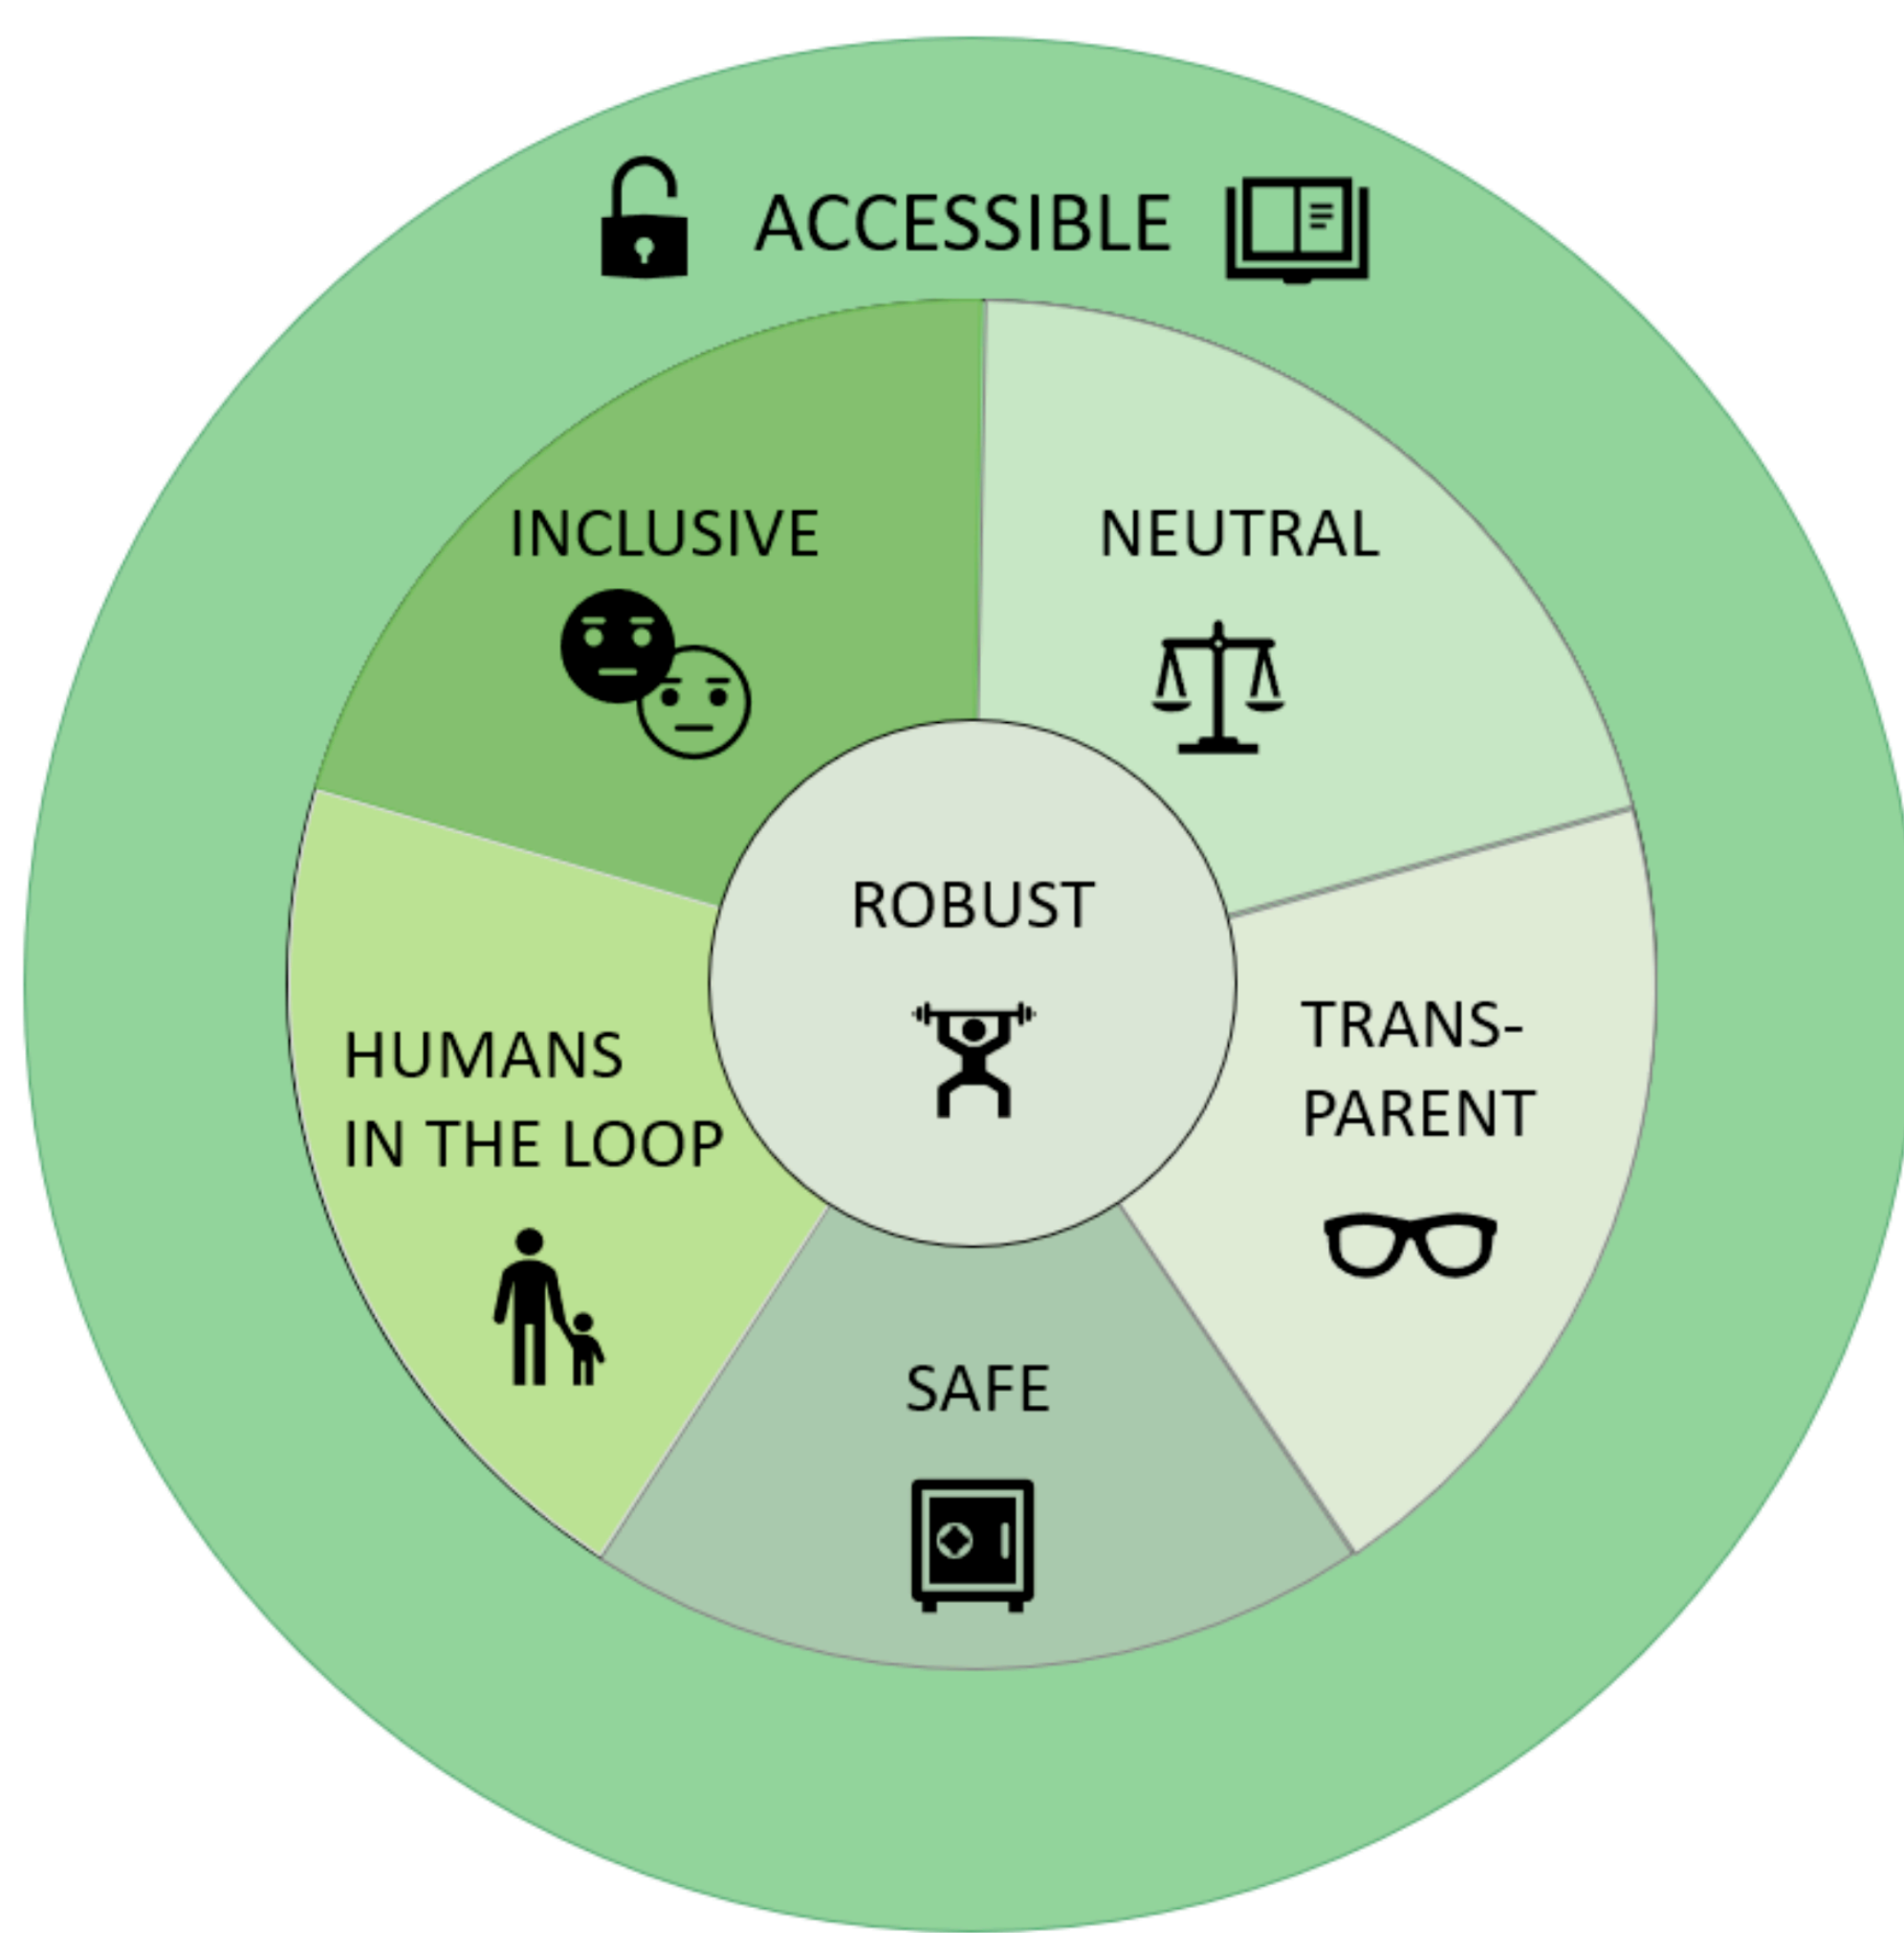 ACCESSIBLE
INCLUSIVE
NEUTRAL
ROBUST
HUMANS
IN THE LOOP
TRANS-
PARENT
SAFE